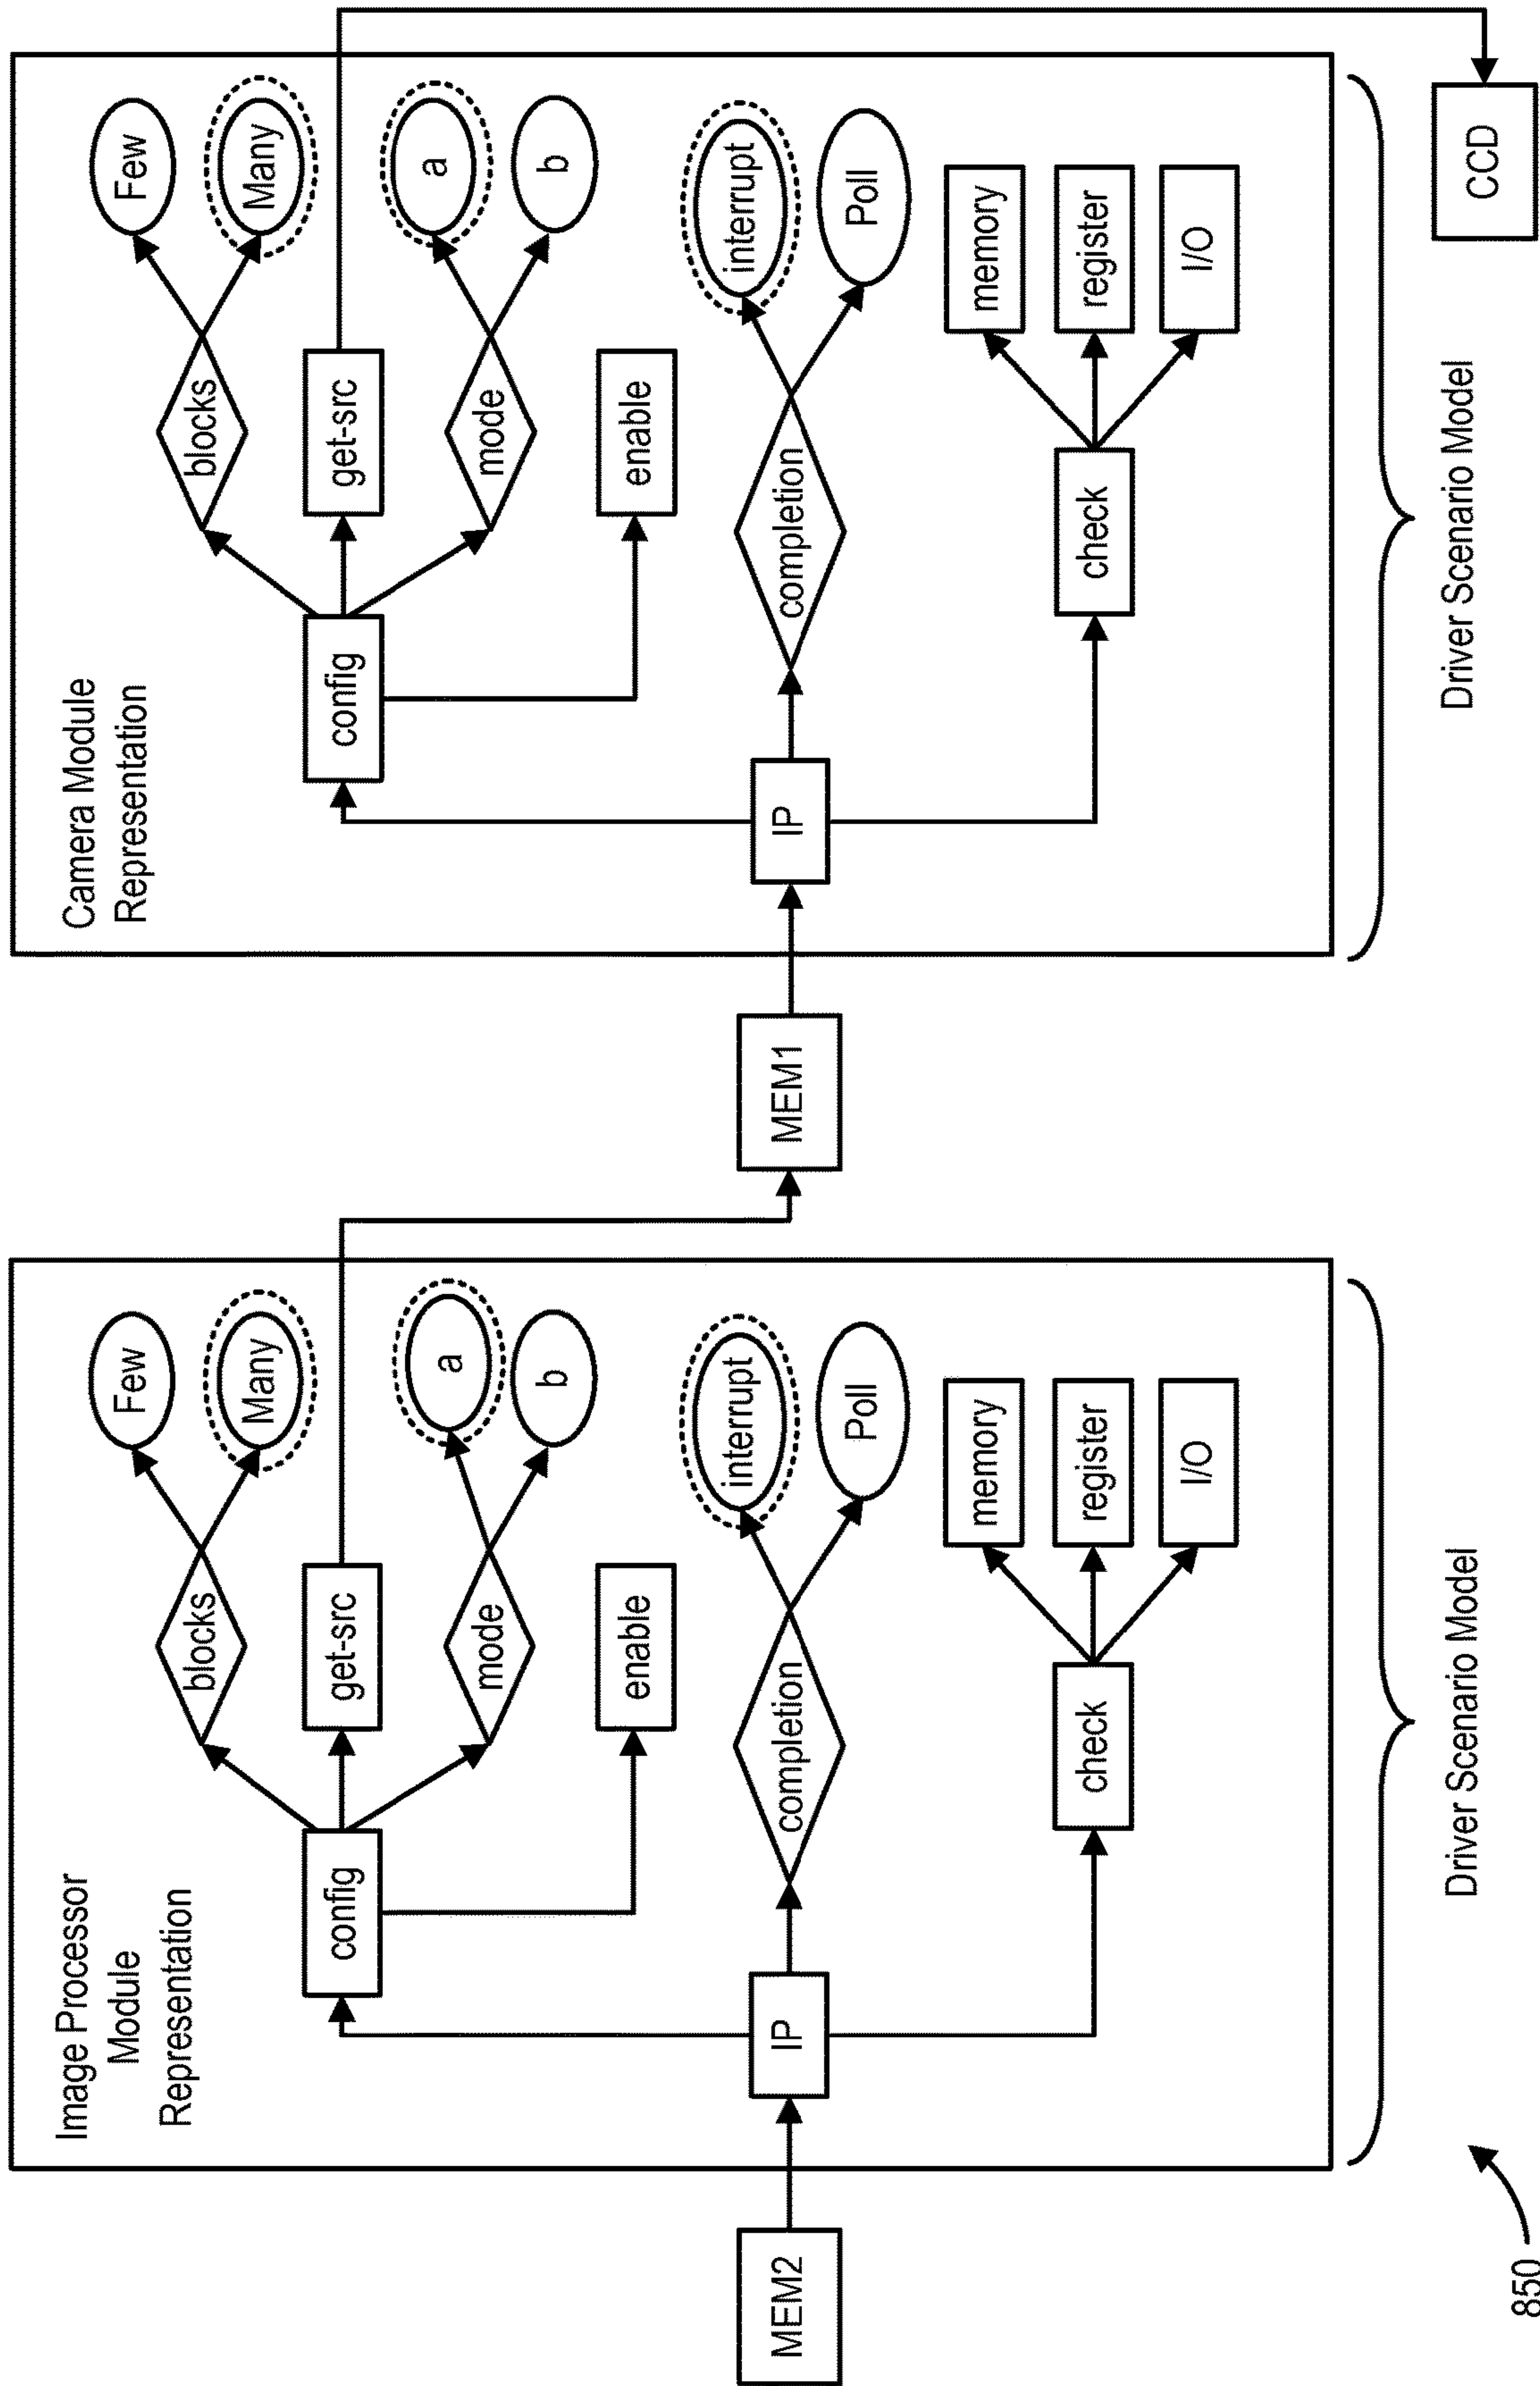 Image Processor
Module
Representation
Few
blocks
Many
get-src
config
a
mode
b
enable
interrupt
completion
Poll
MEM2
IP
memory
check
register
I/O
Driver Scenario Model
MEM1
Camera Module
Representation
Few
blocks
Many
get-src
config
a
mode
b
enable
interrupt
completion
Poll
IP
memory
check
register
I/O
Driver Scenario Model
CCD
850